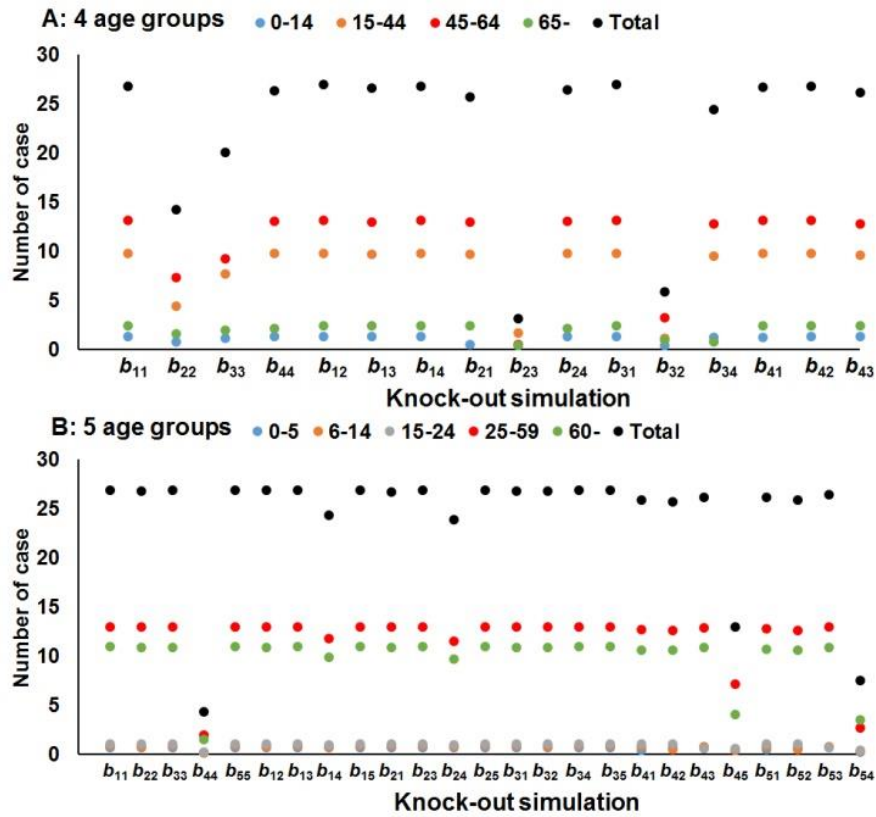 A: 4 age groups 0-14 15-44 45-64 65- Total
30
25
20
15
10
5
0
Number of case
b11 b22 b33 b44 b12 b13 b14 b21 b23 b24 b31 b32 b34 b41 b42 b43
Knock-out simulation
B: 5 age groups 0-5 6-14 15-24 25-59 60- Total
30
25
20
15
10
5
0
Number of case
b11 b22 b33 b44 b55 b12 b13 b14 b15 b21 b23 b24 b25 b31 b32 b34 b35 b41 b42 b43 b45 b51 b52 b53 b54
Knock-out simulation